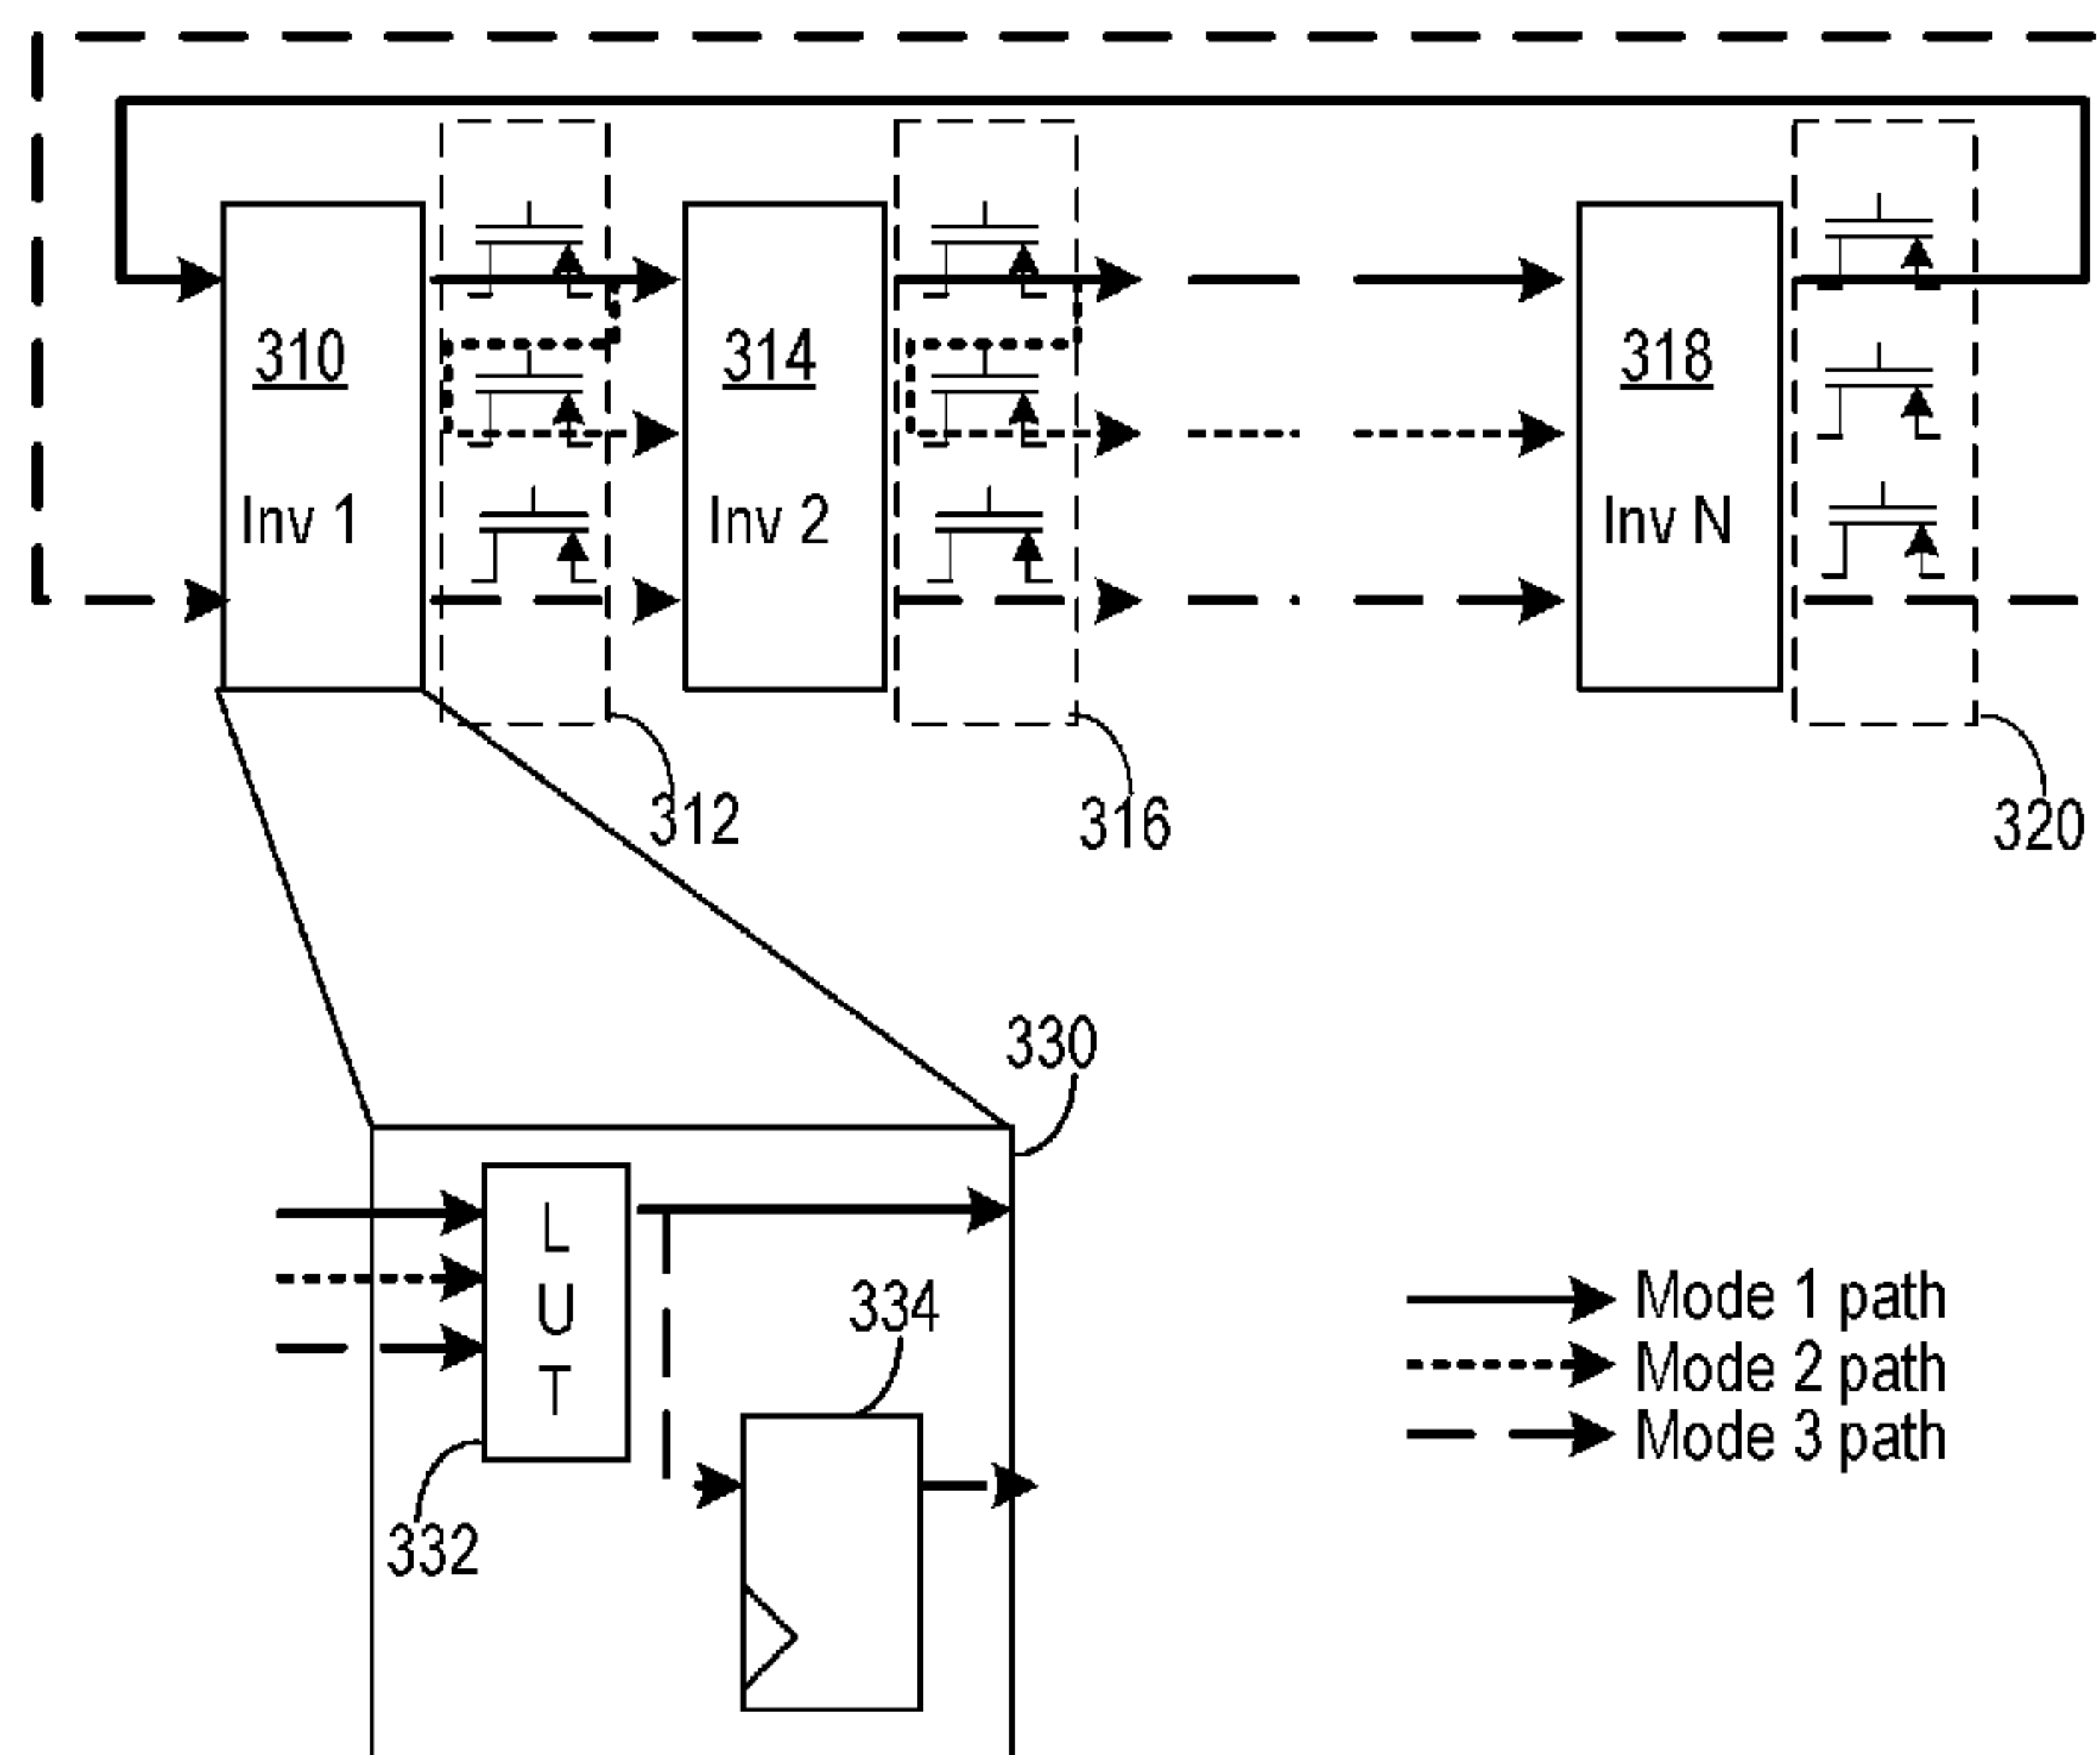 310
Inv 1
314
Inv 2
318
Inv N
312
316
320
330
L
U
T
334
332
Mode 1 path
Mode 2 path
Mode 3 path